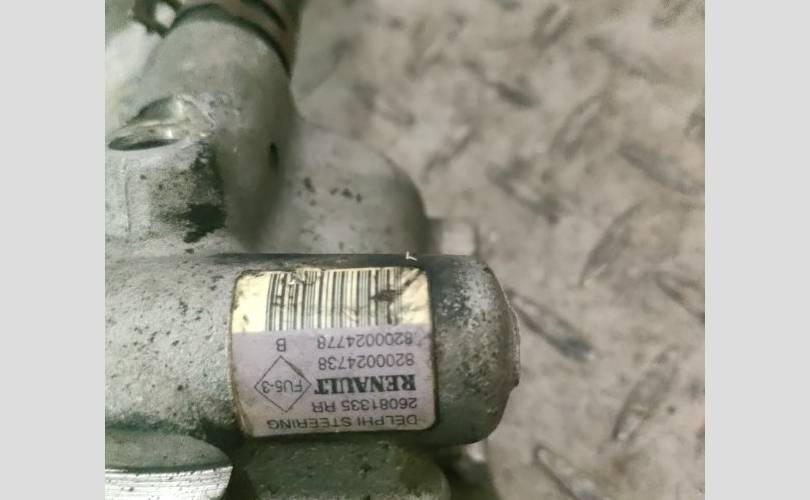 DELPHI STEERING
26081335 RR
RENAULT FU5-3
8200024738
8200024778 B